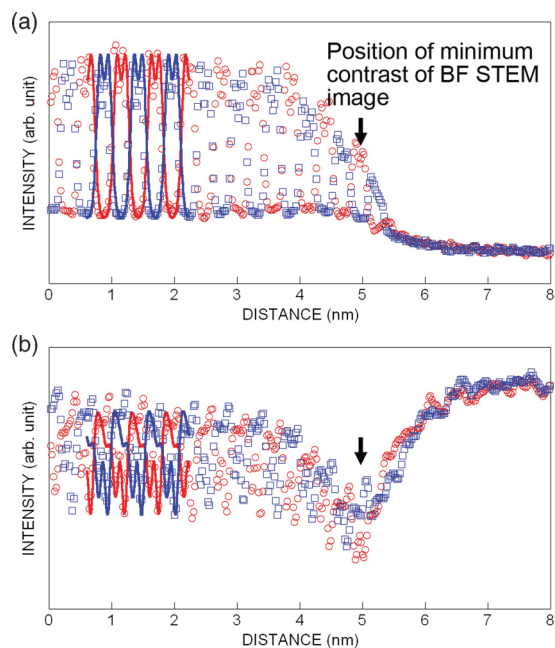 (a)
Position of minimum
contrast of BF STEM
image
INTENSITY (arb. unit)
0 1 2 3 4 5 6 7 8
DISTANCE (nm)
(b)
INTENSITY (arb. unit)
0 1 2 3 4 5 6 7 8
DISTANCE (nm)